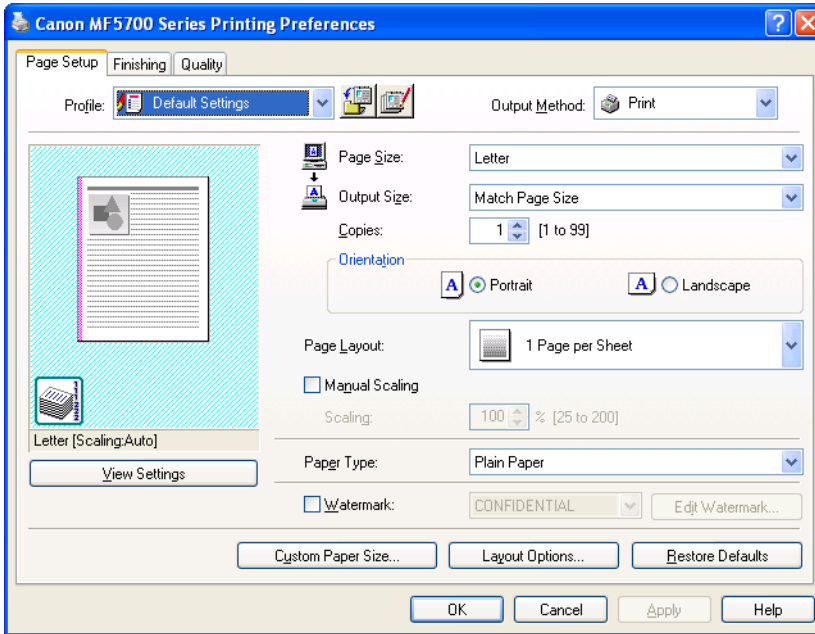 Canon MF5700 Series Printing Preferences
Page Setup Finishing Quality
Profile: Default Settings Output Method: Print
Page Size: Letter
Output Size: Match Page Size
Copies: 1 [1 to 99]
Orientation
A Portrait A Landscape
Page Layout: 1 Page per Sheet
Manual Scaling
Scaling: 100 % [25 to 200]
Letter [Scaling:Auto]
View Settings
Paper Type: Plain Paper
Watermark: CONFIDENTIAL Edit Watermark...
Custom Paper Size... Layout Options... Restore Defaults
OK Cancel Apply Help